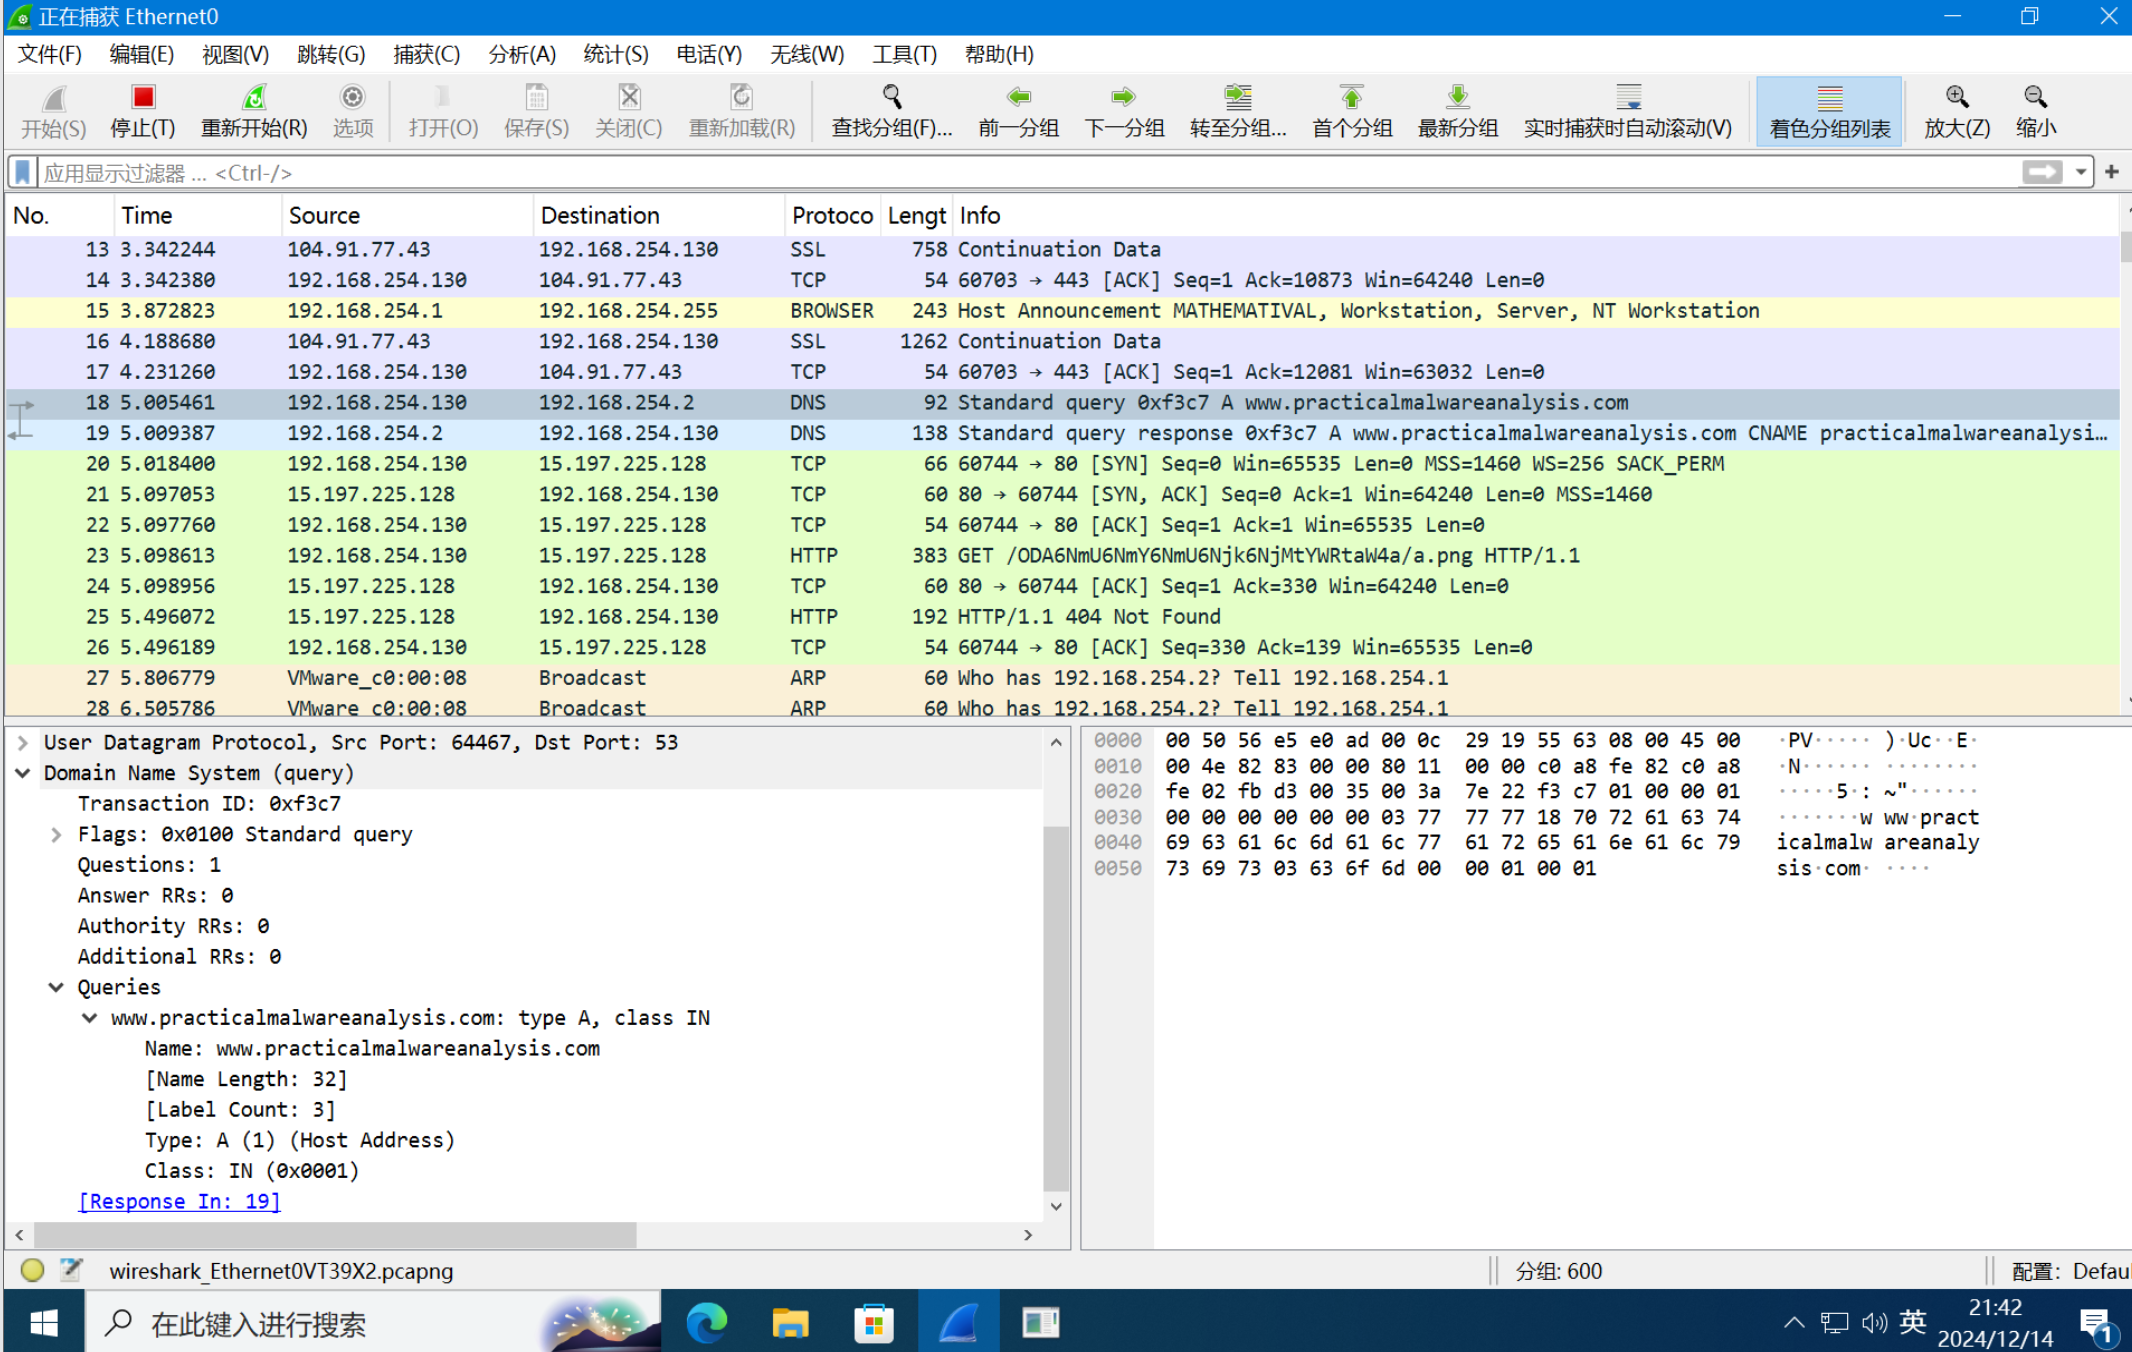 正在捕获 Ethernet0
文件(F) 编辑(E) 视图(V) 跳转(G) 捕获(C) 分析(A) 统计(S) 电话(Y) 无线(W) 工具(T) 帮助(H)
开始(S) 停止(T) 重新开始(R) 选项 打开(O) 保存(S) 关闭(C) 重新加载(R) 查找分组(F)... 前一分组 下一分组 转至分组... 首个分组 最新分组 实时捕获时自动滚动(V) 着色分组列表 放大(Z) 缩小
应用显示过滤器 ... <Ctrl-/>
No. Time Source Destination Protoco Lengt Info
13 3.342244 104.91.77.43 192.168.254.130 SSL 758 Continuation Data
14 3.342380 192.168.254.130 104.91.77.43 TCP 54 60703 → 443 [ACK] Seq=1 Ack=10873 Win=64240 Len=0
15 3.872823 192.168.254.1 192.168.254.255 BROWSER 243 Host Announcement MATHEMATIVAL, Workstation, Server, NT Workstation
16 4.188680 104.91.77.43 192.168.254.130 SSL 1262 Continuation Data
17 4.231260 192.168.254.130 104.91.77.43 TCP 54 60703 → 443 [ACK] Seq=1 Ack=12081 Win=63032 Len=0
18 5.005461 192.168.254.130 192.168.254.2 DNS 92 Standard query 0xf3c7 A www.practicalmalwareanalysis.com
19 5.009387 192.168.254.2 192.168.254.130 DNS 138 Standard query response 0xf3c7 A www.practicalmalwareanalysis.com CNAME practicalmalwareanalysi…
20 5.018400 192.168.254.130 15.197.225.128 TCP 66 60744 → 80 [SYN] Seq=0 Win=65535 Len=0 MSS=1460 WS=256 SACK_PERM
21 5.097053 15.197.225.128 192.168.254.130 TCP 60 80 → 60744 [SYN, ACK] Seq=0 Ack=1 Win=64240 Len=0 MSS=1460
22 5.097760 192.168.254.130 15.197.225.128 TCP 54 60744 → 80 [ACK] Seq=1 Ack=1 Win=65535 Len=0
23 5.098613 192.168.254.130 15.197.225.128 HTTP 383 GET /ODA6NmU6NmY6NmU6Njk6NjMtYWRtaW4a/a.png HTTP/1.1
24 5.098956 15.197.225.128 192.168.254.130 TCP 60 80 → 60744 [ACK] Seq=1 Ack=330 Win=64240 Len=0
25 5.496072 15.197.225.128 192.168.254.130 HTTP 192 HTTP/1.1 404 Not Found
26 5.496189 192.168.254.130 15.197.225.128 TCP 54 60744 → 80 [ACK] Seq=330 Ack=139 Win=65535 Len=0
27 5.806779 VMware_c0:00:08 Broadcast ARP 60 Who has 192.168.254.2? Tell 192.168.254.1
28 6.505786 VMware_c0:00:08 Broadcast ARP 60 Who has 192.168.254.2? Tell 192.168.254.1
User Datagram Protocol, Src Port: 64467, Dst Port: 53
Domain Name System (query)
Transaction ID: 0xf3c7
Flags: 0x0100 Standard query
Questions: 1
Answer RRs: 0
Authority RRs: 0
Additional RRs: 0
Queries
www.practicalmalwareanalysis.com: type A, class IN
Name: www.practicalmalwareanalysis.com
[Name Length: 32]
[Label Count: 3]
Type: A (1) (Host Address)
Class: IN (0x0001)
[Response In: 19]
0000 00 50 56 e5 e0 ad 00 0c 29 19 55 63 08 00 45 00 ·PV····· )·Uc··E·
0010 00 4e 82 83 00 00 80 11 00 00 c0 a8 fe 82 c0 a8 ·N······ ········
0020 fe 02 fb d3 00 35 00 3a 7e 22 f3 c7 01 00 00 01 ·····5·: ~"······
0030 00 00 00 00 00 00 03 77 77 77 18 70 72 61 63 74 ·······w ww·pract
0040 69 63 61 6c 6d 61 6c 77 61 72 65 61 6e 61 6c 79 icalmalw areanaly
0050 73 69 73 03 63 6f 6d 00 00 01 00 01 sis·com· ····
wireshark_Ethernet0VT39X2.pcapng 分组: 600 配置: Defau
在此键入进行搜索 英 21:42
2024/12/14 1